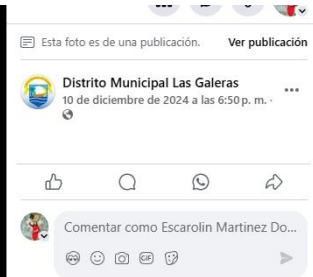 Esta foto es de una publicación. Ver publicación
Distrito Municipal Las Galeras
10 de diciembre de 2024 a las 6:50 p. m. ·
Comentar como Escarolin Martinez Do...
GIF